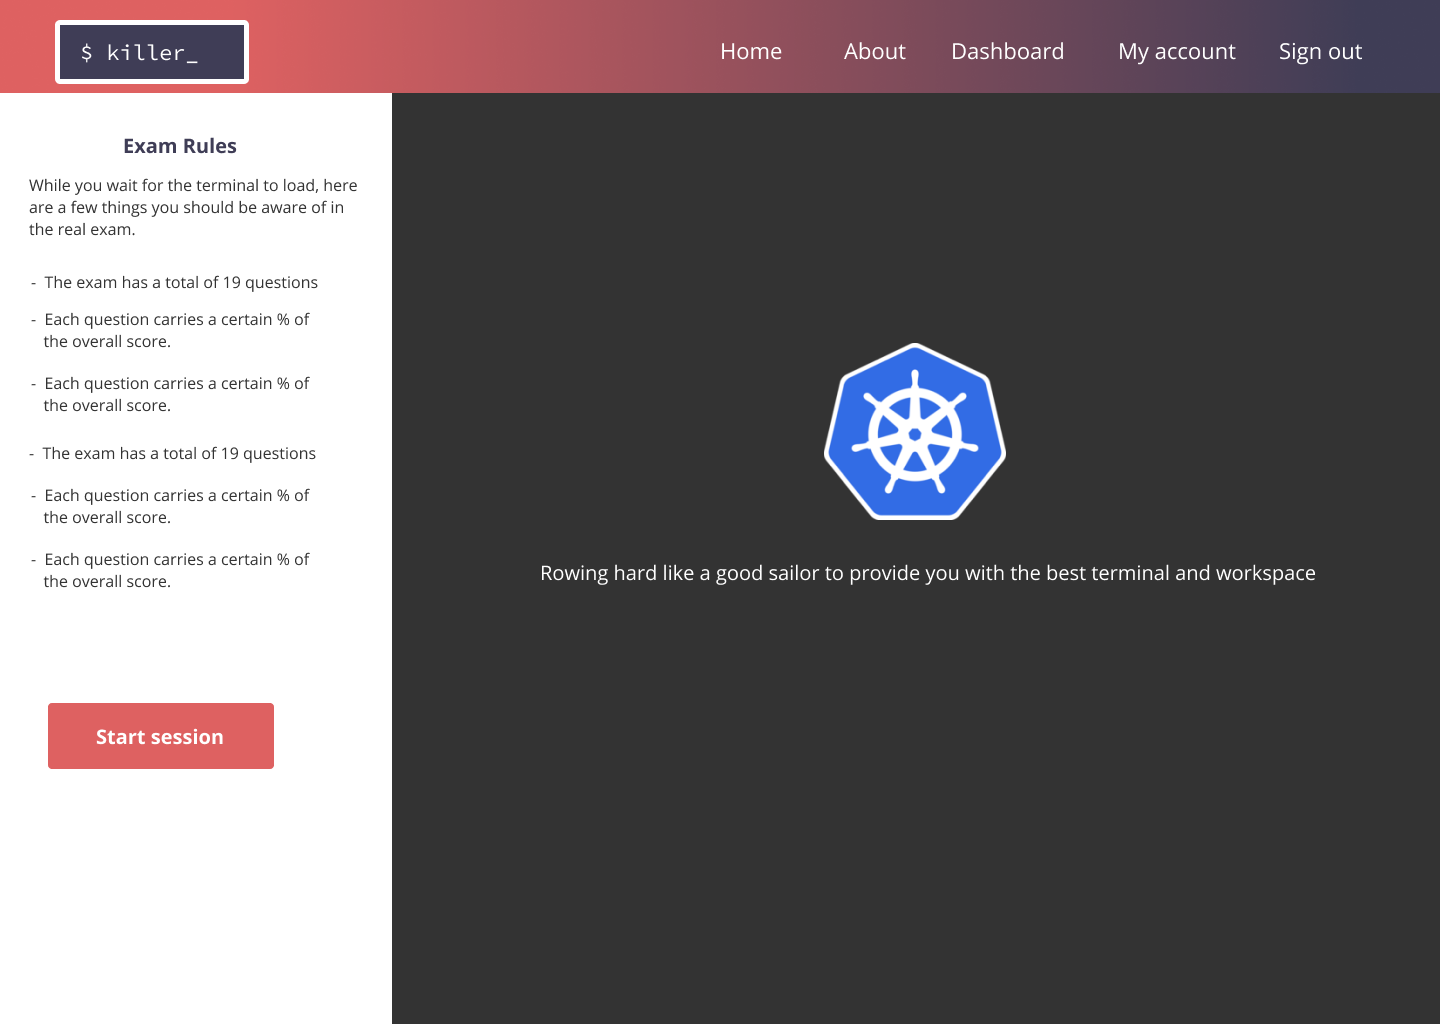 $ killer_
Home About Dashboard My account Sign out
Exam Rules
While you wait for the terminal to load, here
are a few things you should be aware of in
the real exam.
- The exam has a total of 19 questions
- Each question carries a certain % of
the overall score.
- Each question carries a certain % of
the overall score.
- The exam has a total of 19 questions
- Each question carries a certain % of
the overall score.
- Each question carries a certain % of
the overall score.
Start session
Rowing hard like a good sailor to provide you with the best terminal and workspace